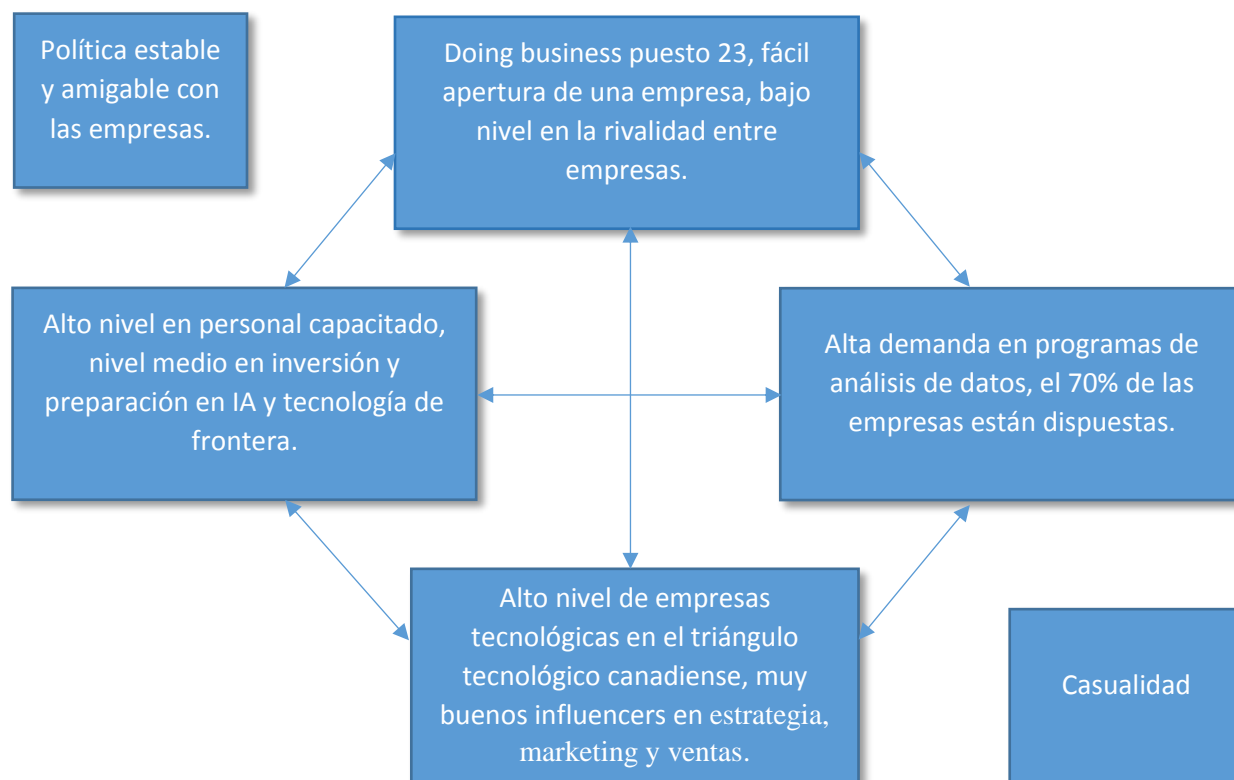 Política estable
y amigable con
las empresas.
Doing business puesto 23, fácil
apertura de una empresa, bajo
nivel en la rivalidad entre
empresas.
Alto nivel en personal capacitado,
nivel medio en inversión y
preparación en IA y tecnología de
frontera.
Alta demanda en programas de
análisis de datos, el 70% de las
empresas están dispuestas.
Alto nivel de empresas
tecnológicas en el triángulo
tecnológico canadiense, muy
buenos influencers en estrategia,
marketing y ventas.
Casualidad